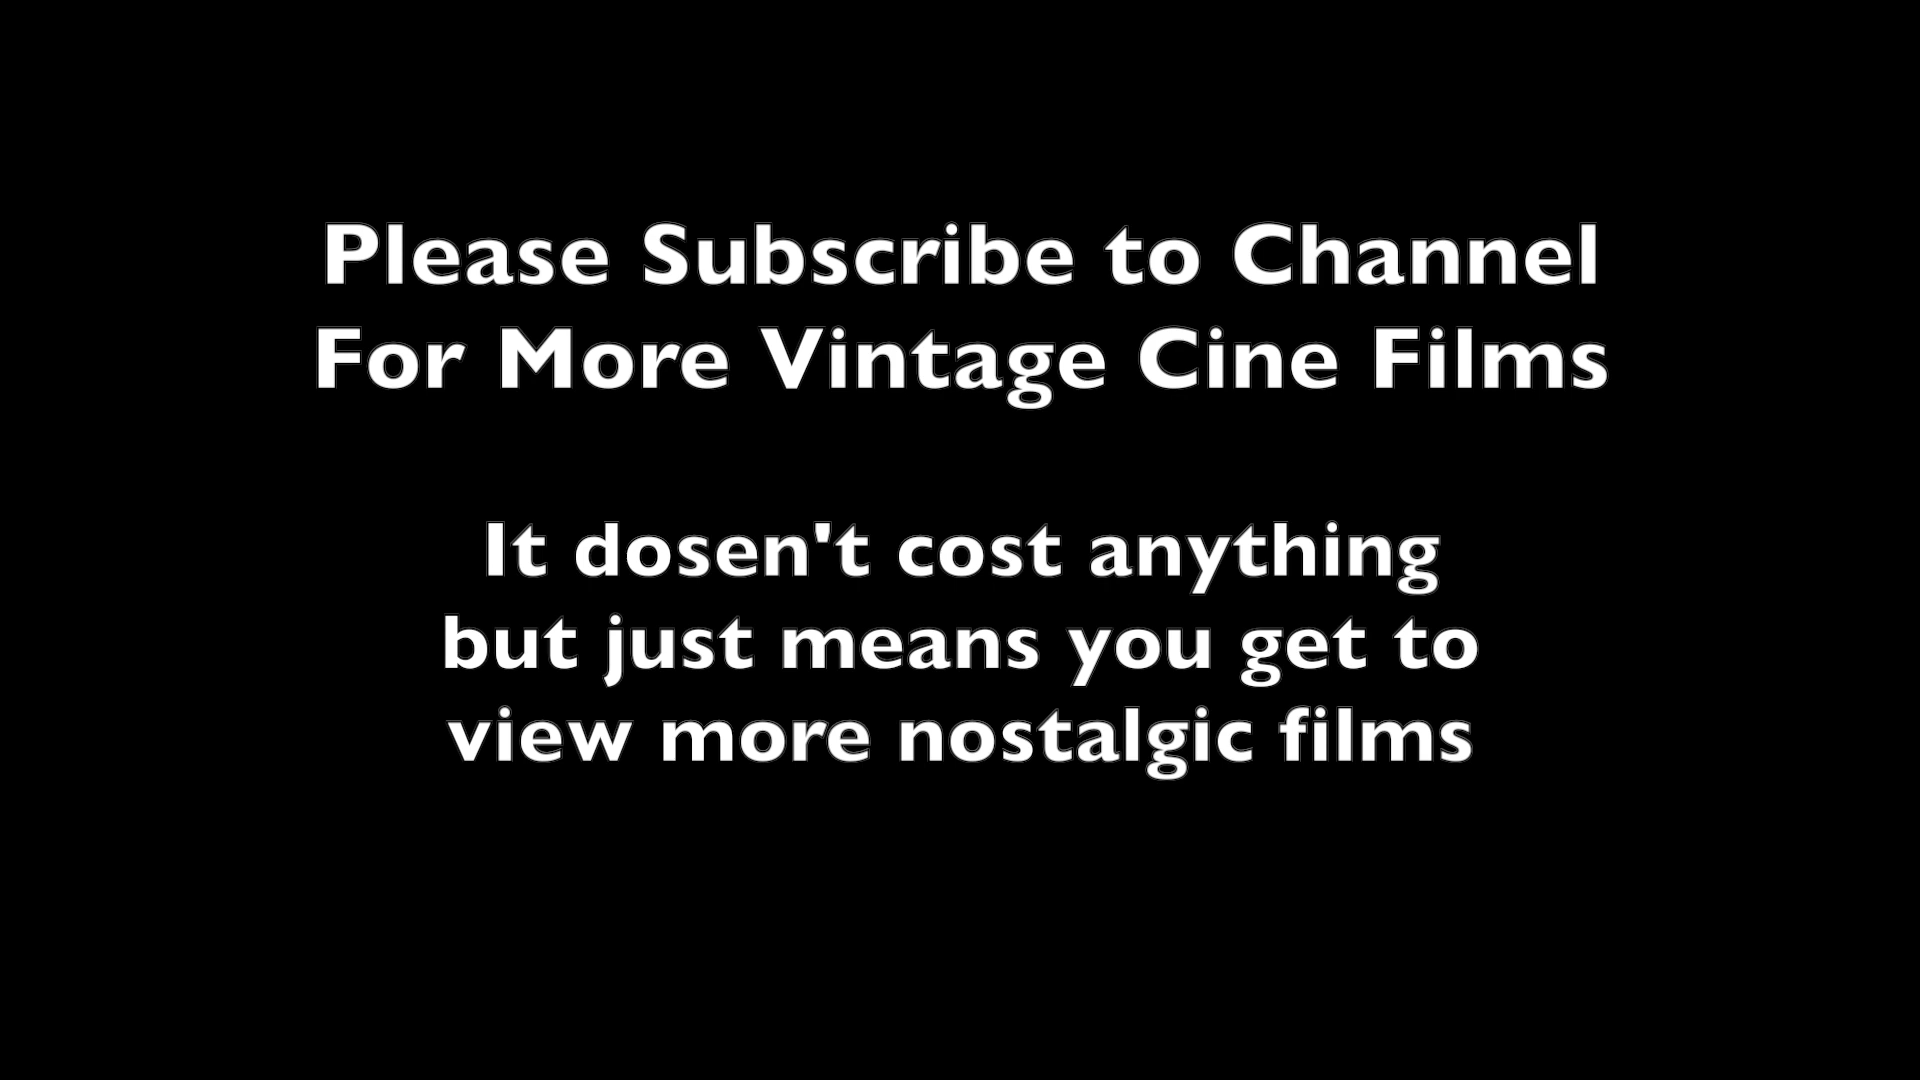 Please Subscribe to Channel
For More Vintage Cine Films
It dosen't cost anything
but just means you get to
view more nostalgic films